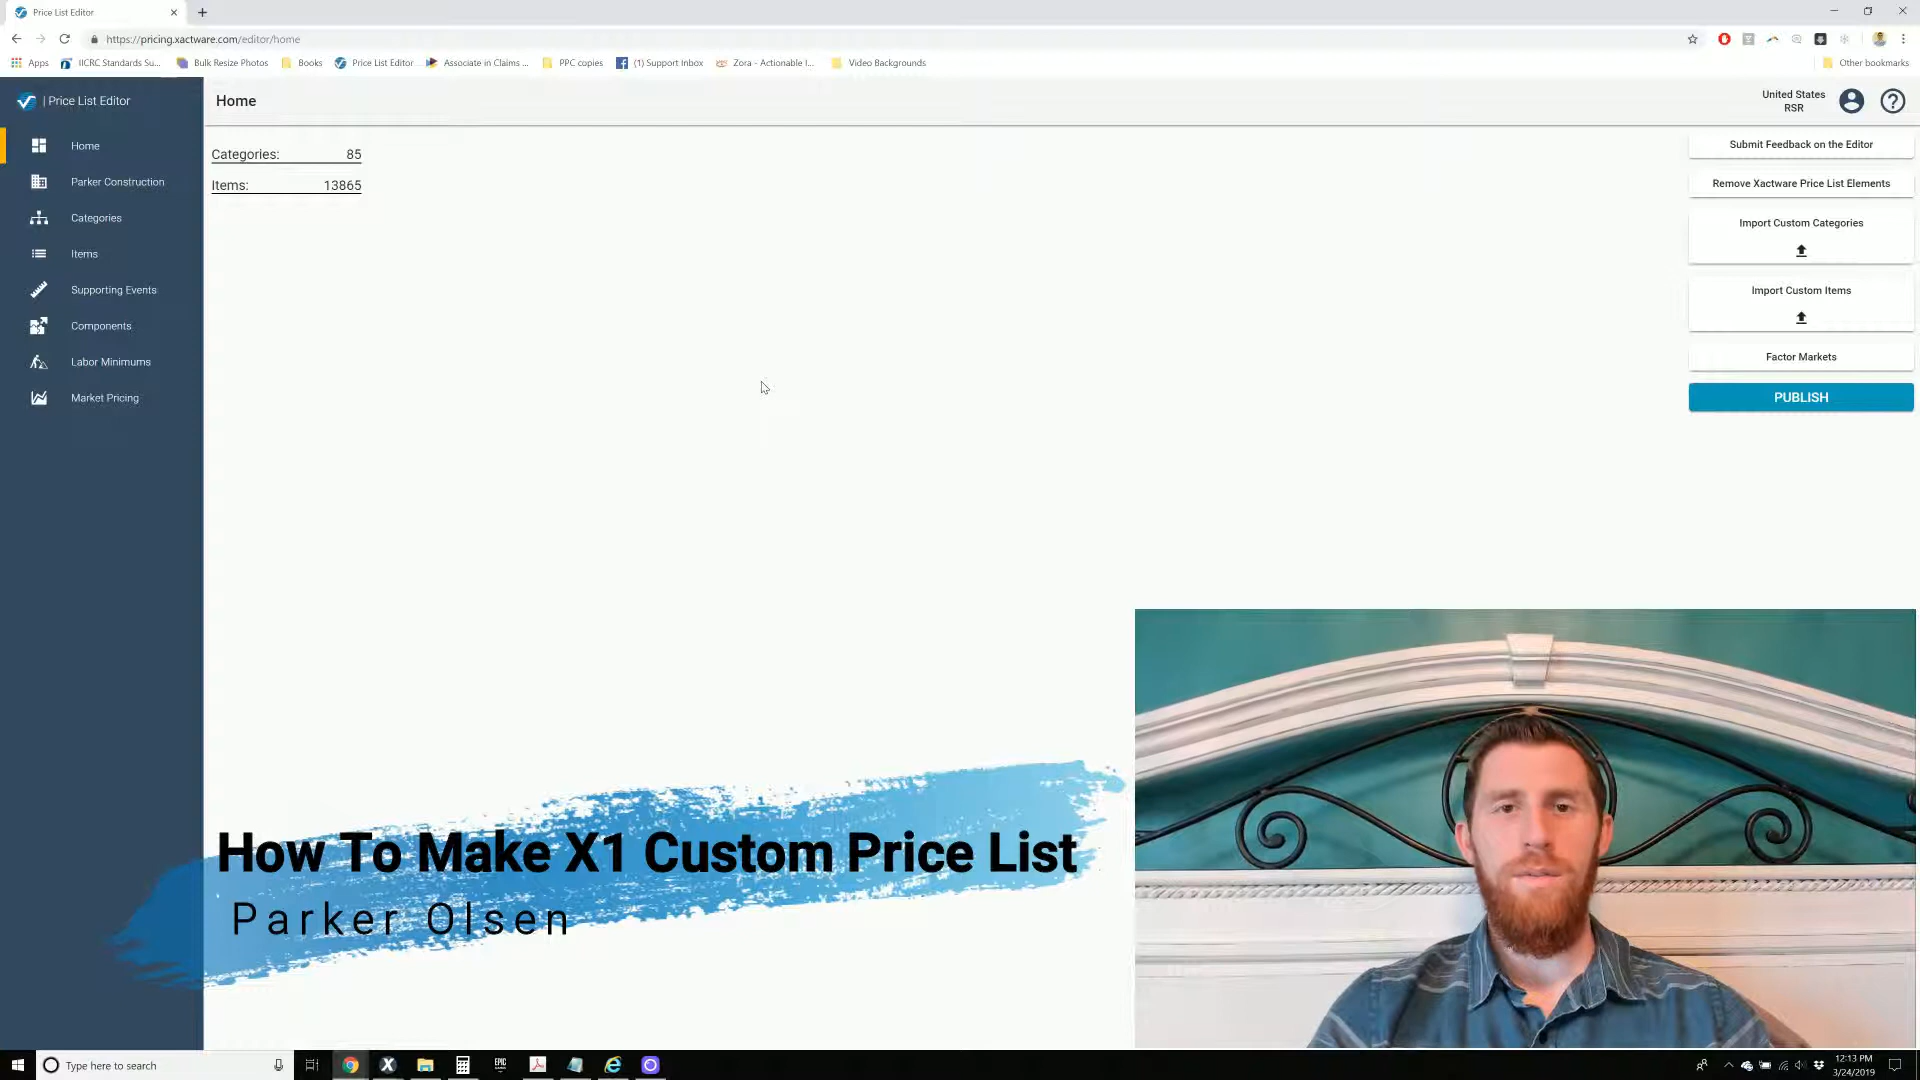 Price List Editor
https://pricing.xactware.com/editor/home
Apps
IICRC Standards Su...
Bulk Resize Photos
Books
Price List Editor
Associate in Claims ...
PPC copies
(1) Support Inbox
Zora - Actionable I...
Video Backgrounds
Other bookmarks
| Price List Editor
Home
United States
RSR
Home
Parker Construction
Categories
Items
Supporting Events
Components
Labor Minimums
Market Pricing
Categories: 85
Items: 13865
Submit Feedback on the Editor
Remove Xactware Price List Elements
Import Custom Categories
Import Custom Items
Factor Markets
PUBLISH
How To Make X1 Custom Price List
Parker Olsen
Type here to search
EPIC
12:13 PM
3/24/2019